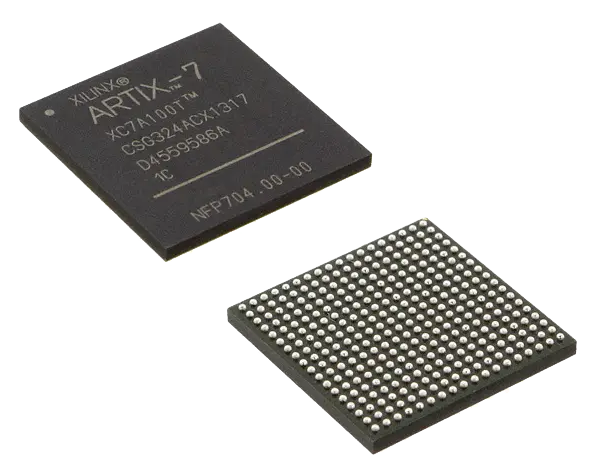 XILINX®
ARTIX™-7
XC7A100T™
CSG324ACX1317
D4559586A
1C
NFP704.00-00